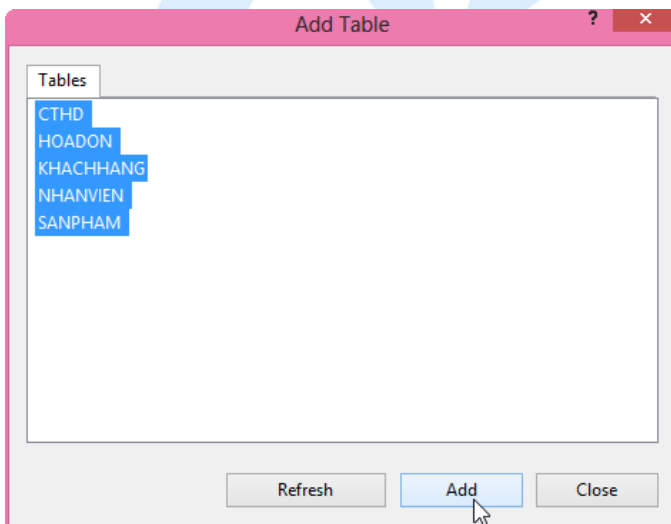 Add Table
?
Tables
CTHD
HOADON
KHACHHANG
NHANVIEN
SANPHAM
Refresh Add Close